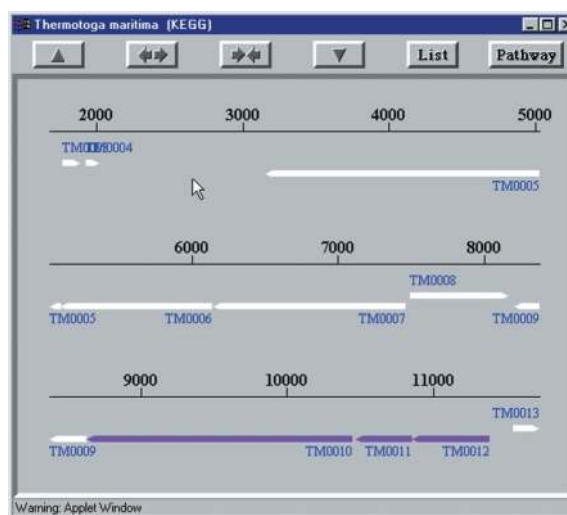 Thermotoga maritima (KEGG)
List Pathway
2000 3000 4000 5000
TM0004
TM0005
6000 7000 8000
TM0008
TM0005 TM0006 TM0007 TM0009
9000 10000 11000
TM0013
TM0009 TM0010 TM0011 TM0012
Warning: Applet Window